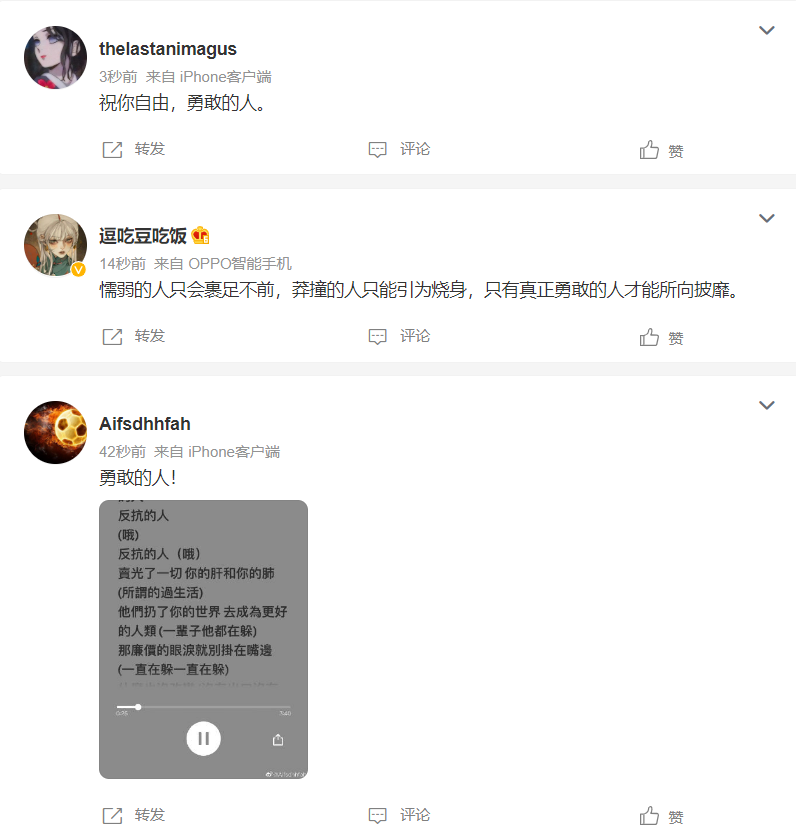 thelastanimagus
3秒前 来自 iPhone客户端
祝你自由，勇敢的人。
转发 评论 赞
逗吃豆吃饭
14秒前 来自 OPPO智能手机
懦弱的人只会裹足不前，莽撞的人只能引为烧身，只有真正勇敢的人才能所向披靡。
转发 评论 赞
Aifsdhhfah
42秒前 来自 iPhone客户端
勇敢的人！
反抗的人
(哦)
反抗的人（哦）
賣光了一切 你的肝和你的肺
(所謂的過生活)
他們扔了你的世界 去成為更好
的人類 (一輩子他都在躲)
那廉價的眼淚就別掛在嘴邊
(一直在躲一直在躲)
0:25 3:40
@Aifsdhhfah
转发 评论 赞